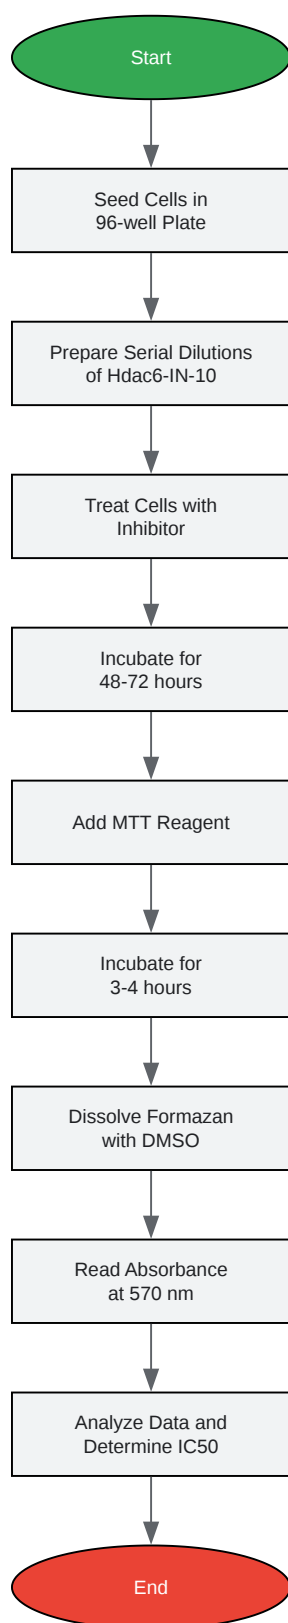 Start
Seed Cells in
96-well Plate
Prepare Serial Dilutions
of Hdac6-IN-10
Treat Cells with
Inhibitor
Incubate for
48-72 hours
Add MTT Reagent
Incubate for
3-4 hours
Dissolve Formazan
with DMSO
Read Absorbance
at 570 nm
Analyze Data and
Determine IC50
End